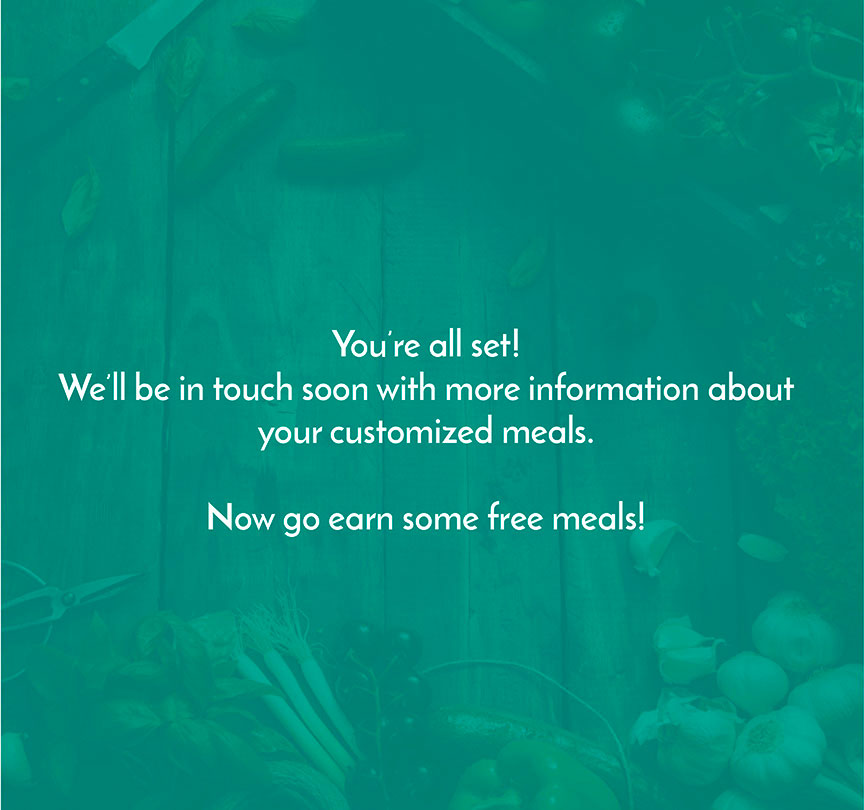 You're all set!
We'll be in touch soon with more information about
your customized meals.
Now go earn some free meals!